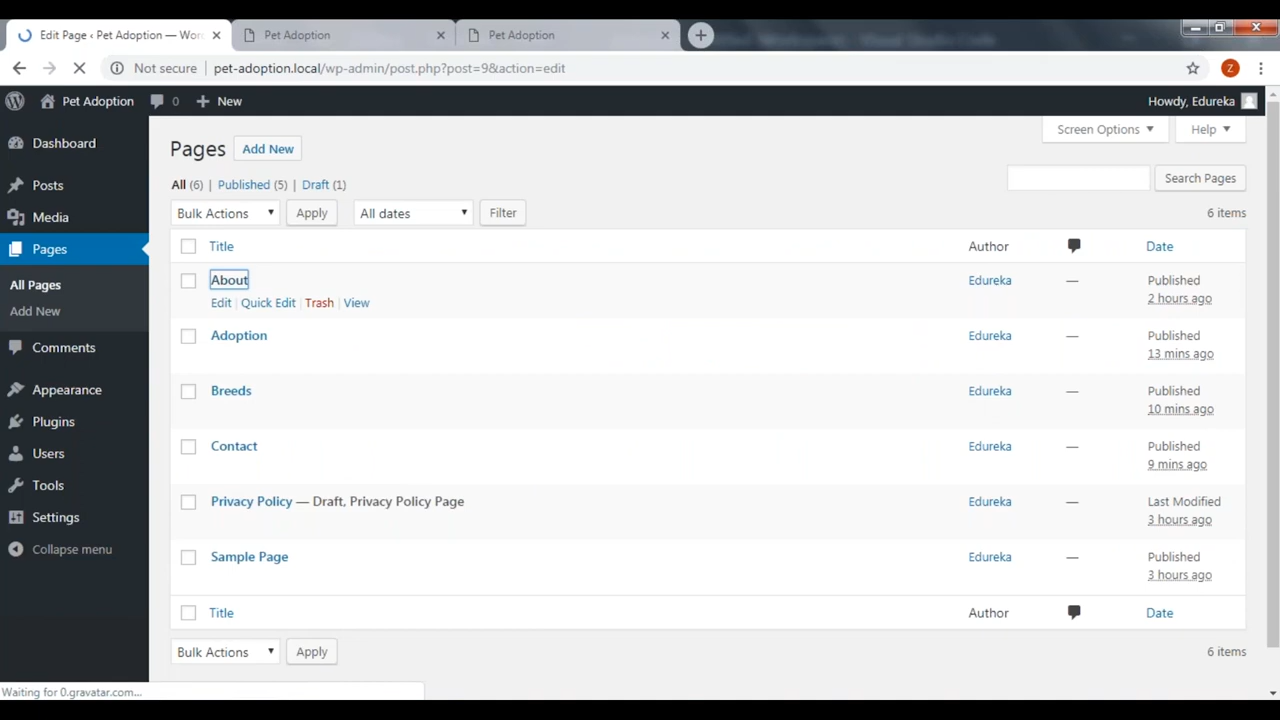 Edit Page ‹ Pet Adoption — Wor
Pet Adoption
Pet Adoption
Not secure
pet-adoption.local/wp-admin/post.php?post=9&action=edit
Z
Pet Adoption 0 New Howdy, Edureka
Screen Options Help
Dashboard
Posts
Media
Pages
All Pages
Add New
Comments
Appearance
Plugins
Users
Tools
Settings
Collapse menu
Pages Add New
All (6) | Published (5) | Draft (1)
Search Pages
Bulk Actions Apply All dates Filter 6 items
Title Author Date
About Edureka — Published
2 hours ago
Edit | Quick Edit | Trash | View
Adoption Edureka — Published
13 mins ago
Breeds Edureka — Published
10 mins ago
Contact Edureka — Published
9 mins ago
Privacy Policy — Draft, Privacy Policy Page Edureka — Last Modified
3 hours ago
Sample Page Edureka — Published
3 hours ago
Title Author Date
Bulk Actions Apply 6 items
Waiting for 0.gravatar.com...